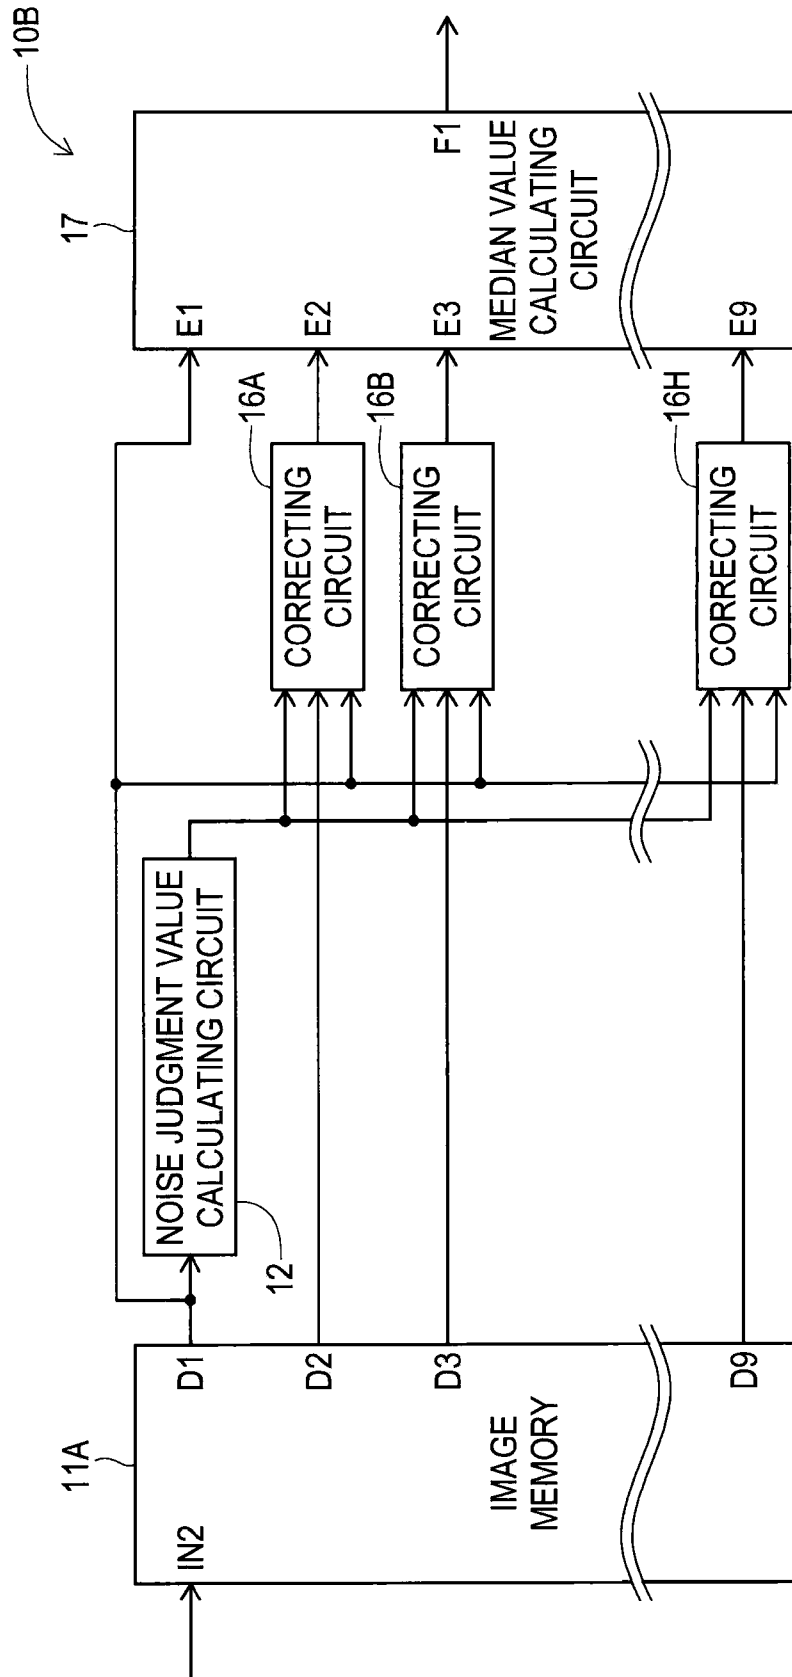 10B
11A
IN2
IMAGE
MEMORY
D1
D2
D3
D9
12
NOISE JUDGMENT VALUE
CALCULATING CIRCUIT
16A
CORRECTING
CIRCUIT
16B
CORRECTING
CIRCUIT
16H
CORRECTING
CIRCUIT
17
E1
E2
E3
E9
MEDIAN VALUE
CALCULATING
CIRCUIT
F1